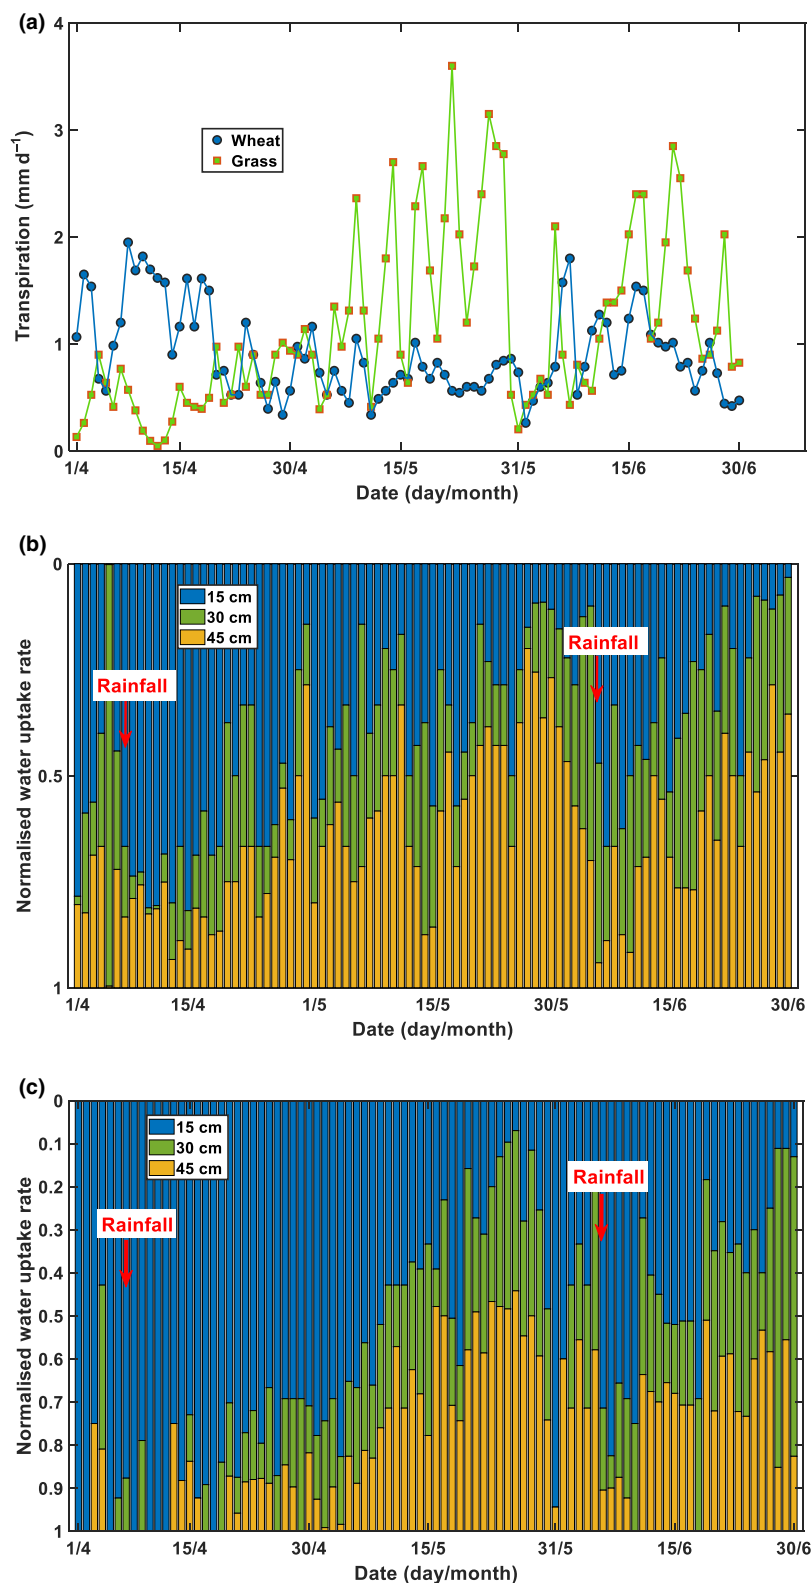 (a)
4
3
2
1
0
Transpiration (mm d⁻¹)
Wheat
Grass
1/4 15/4 30/4 15/5 31/5 15/6 30/6
Date (day/month)
(b)
0
0.5
1
Normalised water uptake rate
15 cm
30 cm
45 cm
Rainfall
Rainfall
1/4 15/4 1/5 15/5 30/5 15/6 30/6
Date (day/month)
(c)
0
0.1
0.2
0.3
0.4
0.5
0.6
0.7
0.8
0.9
1
Normalised water uptake rate
15 cm
30 cm
45 cm
Rainfall
Rainfall
1/4 15/4 30/4 15/5 31/5 15/6 30/6
Date (day/month)